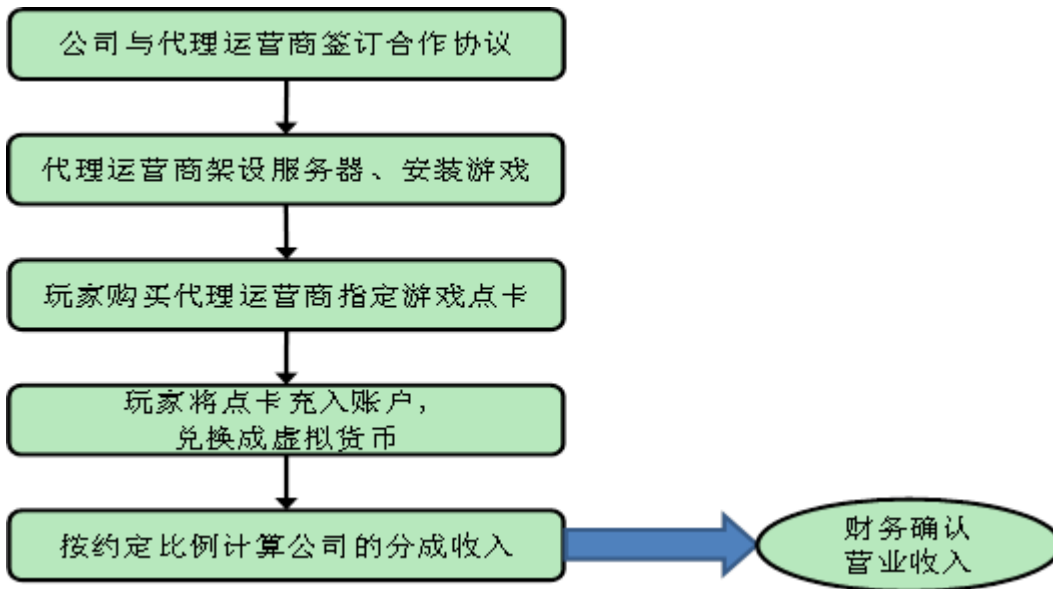 公司与代理运营商签订合作协议
代理运营商架设服务器、安装游戏
玩家购买代理运营商指定游戏点卡
玩家将点卡充入账户，
兑换成虚拟货币
按约定比例计算公司的分成收入
财务确认
营业收入